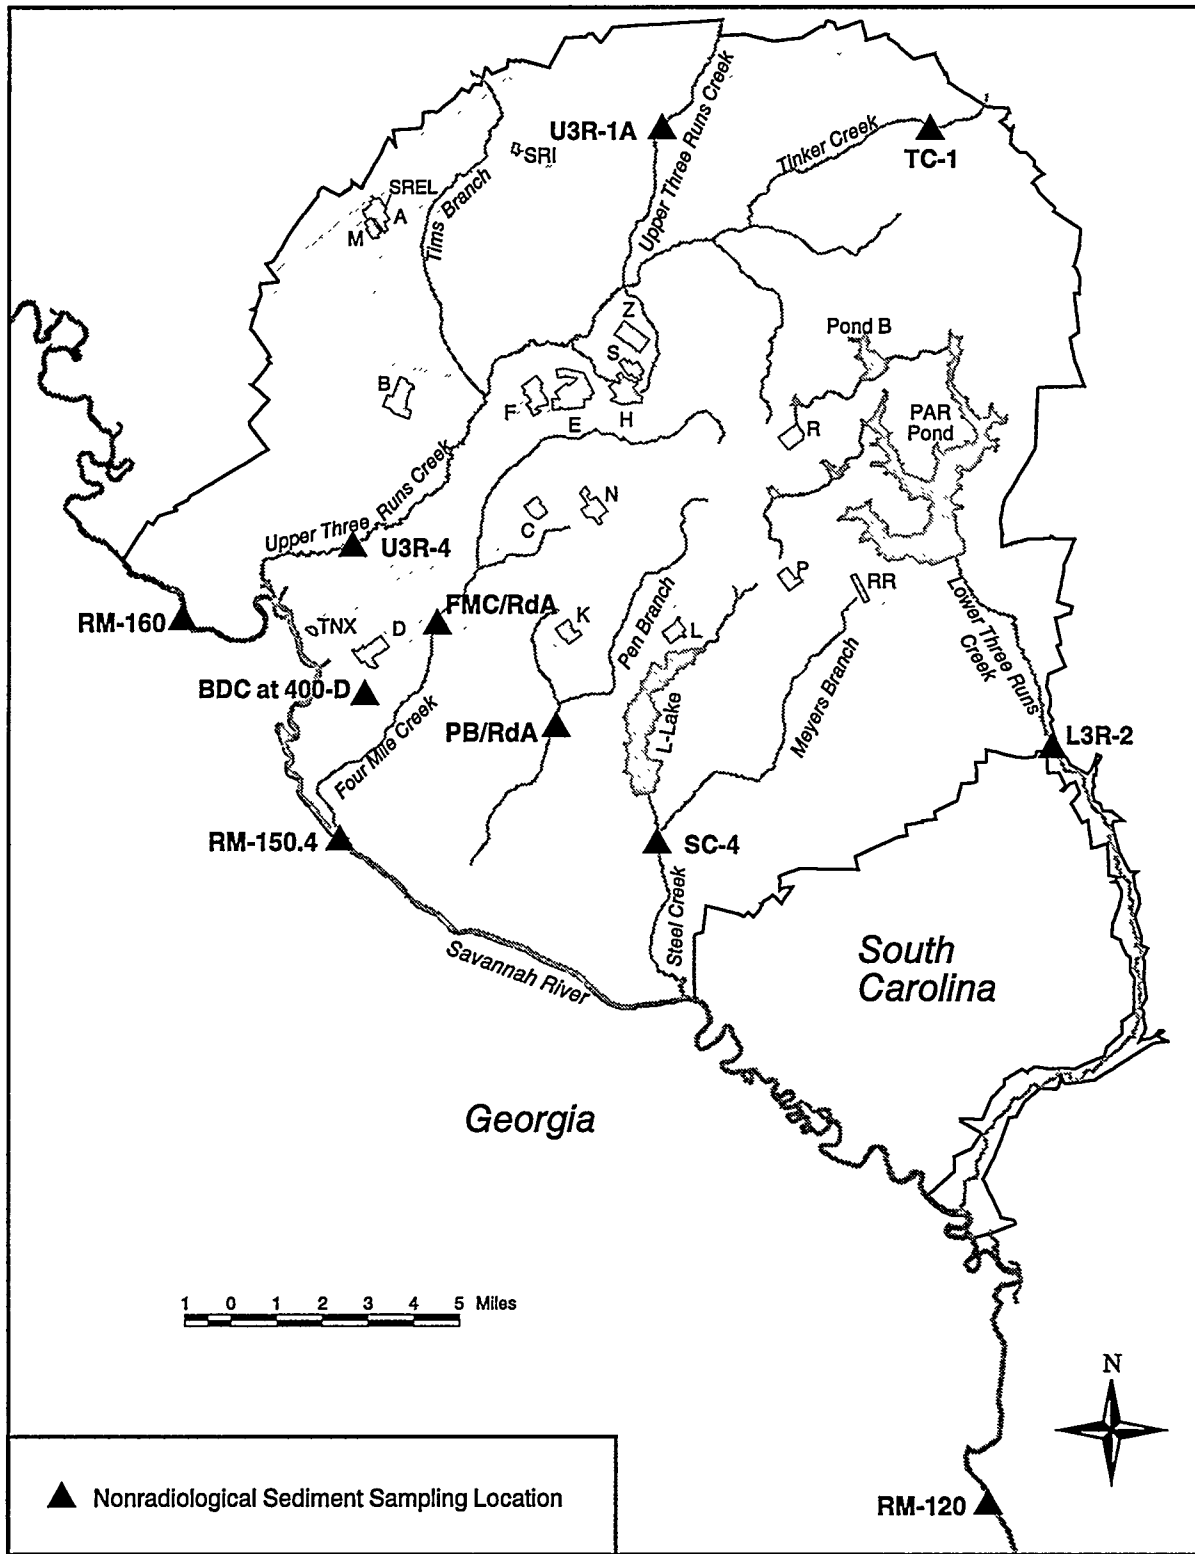 U3R-1A
Upper Three Runs Creek
Tinker Creek
TC-1
SRI
SREL
A
M
Tims Branch
Z
Pond B
S
B
F
E
H
R
PAR
Pond
N
C
Upper Three Runs Creek
U3R-4
P
RR
FMC/RdA
RM-160
TNX
D
K
L
Pen Branch
Lower Three Runs
Creek
BDC at 400-D
PB/RdA
L-Lake
Meyers Branch
L3R-2
Four Mile Creek
RM-150.4
SC-4
Steel Creek
Savannah River
South
Carolina
Georgia
1 0 1 2 3 4 5 Miles
N
Nonradiological Sediment Sampling Location
RM-120